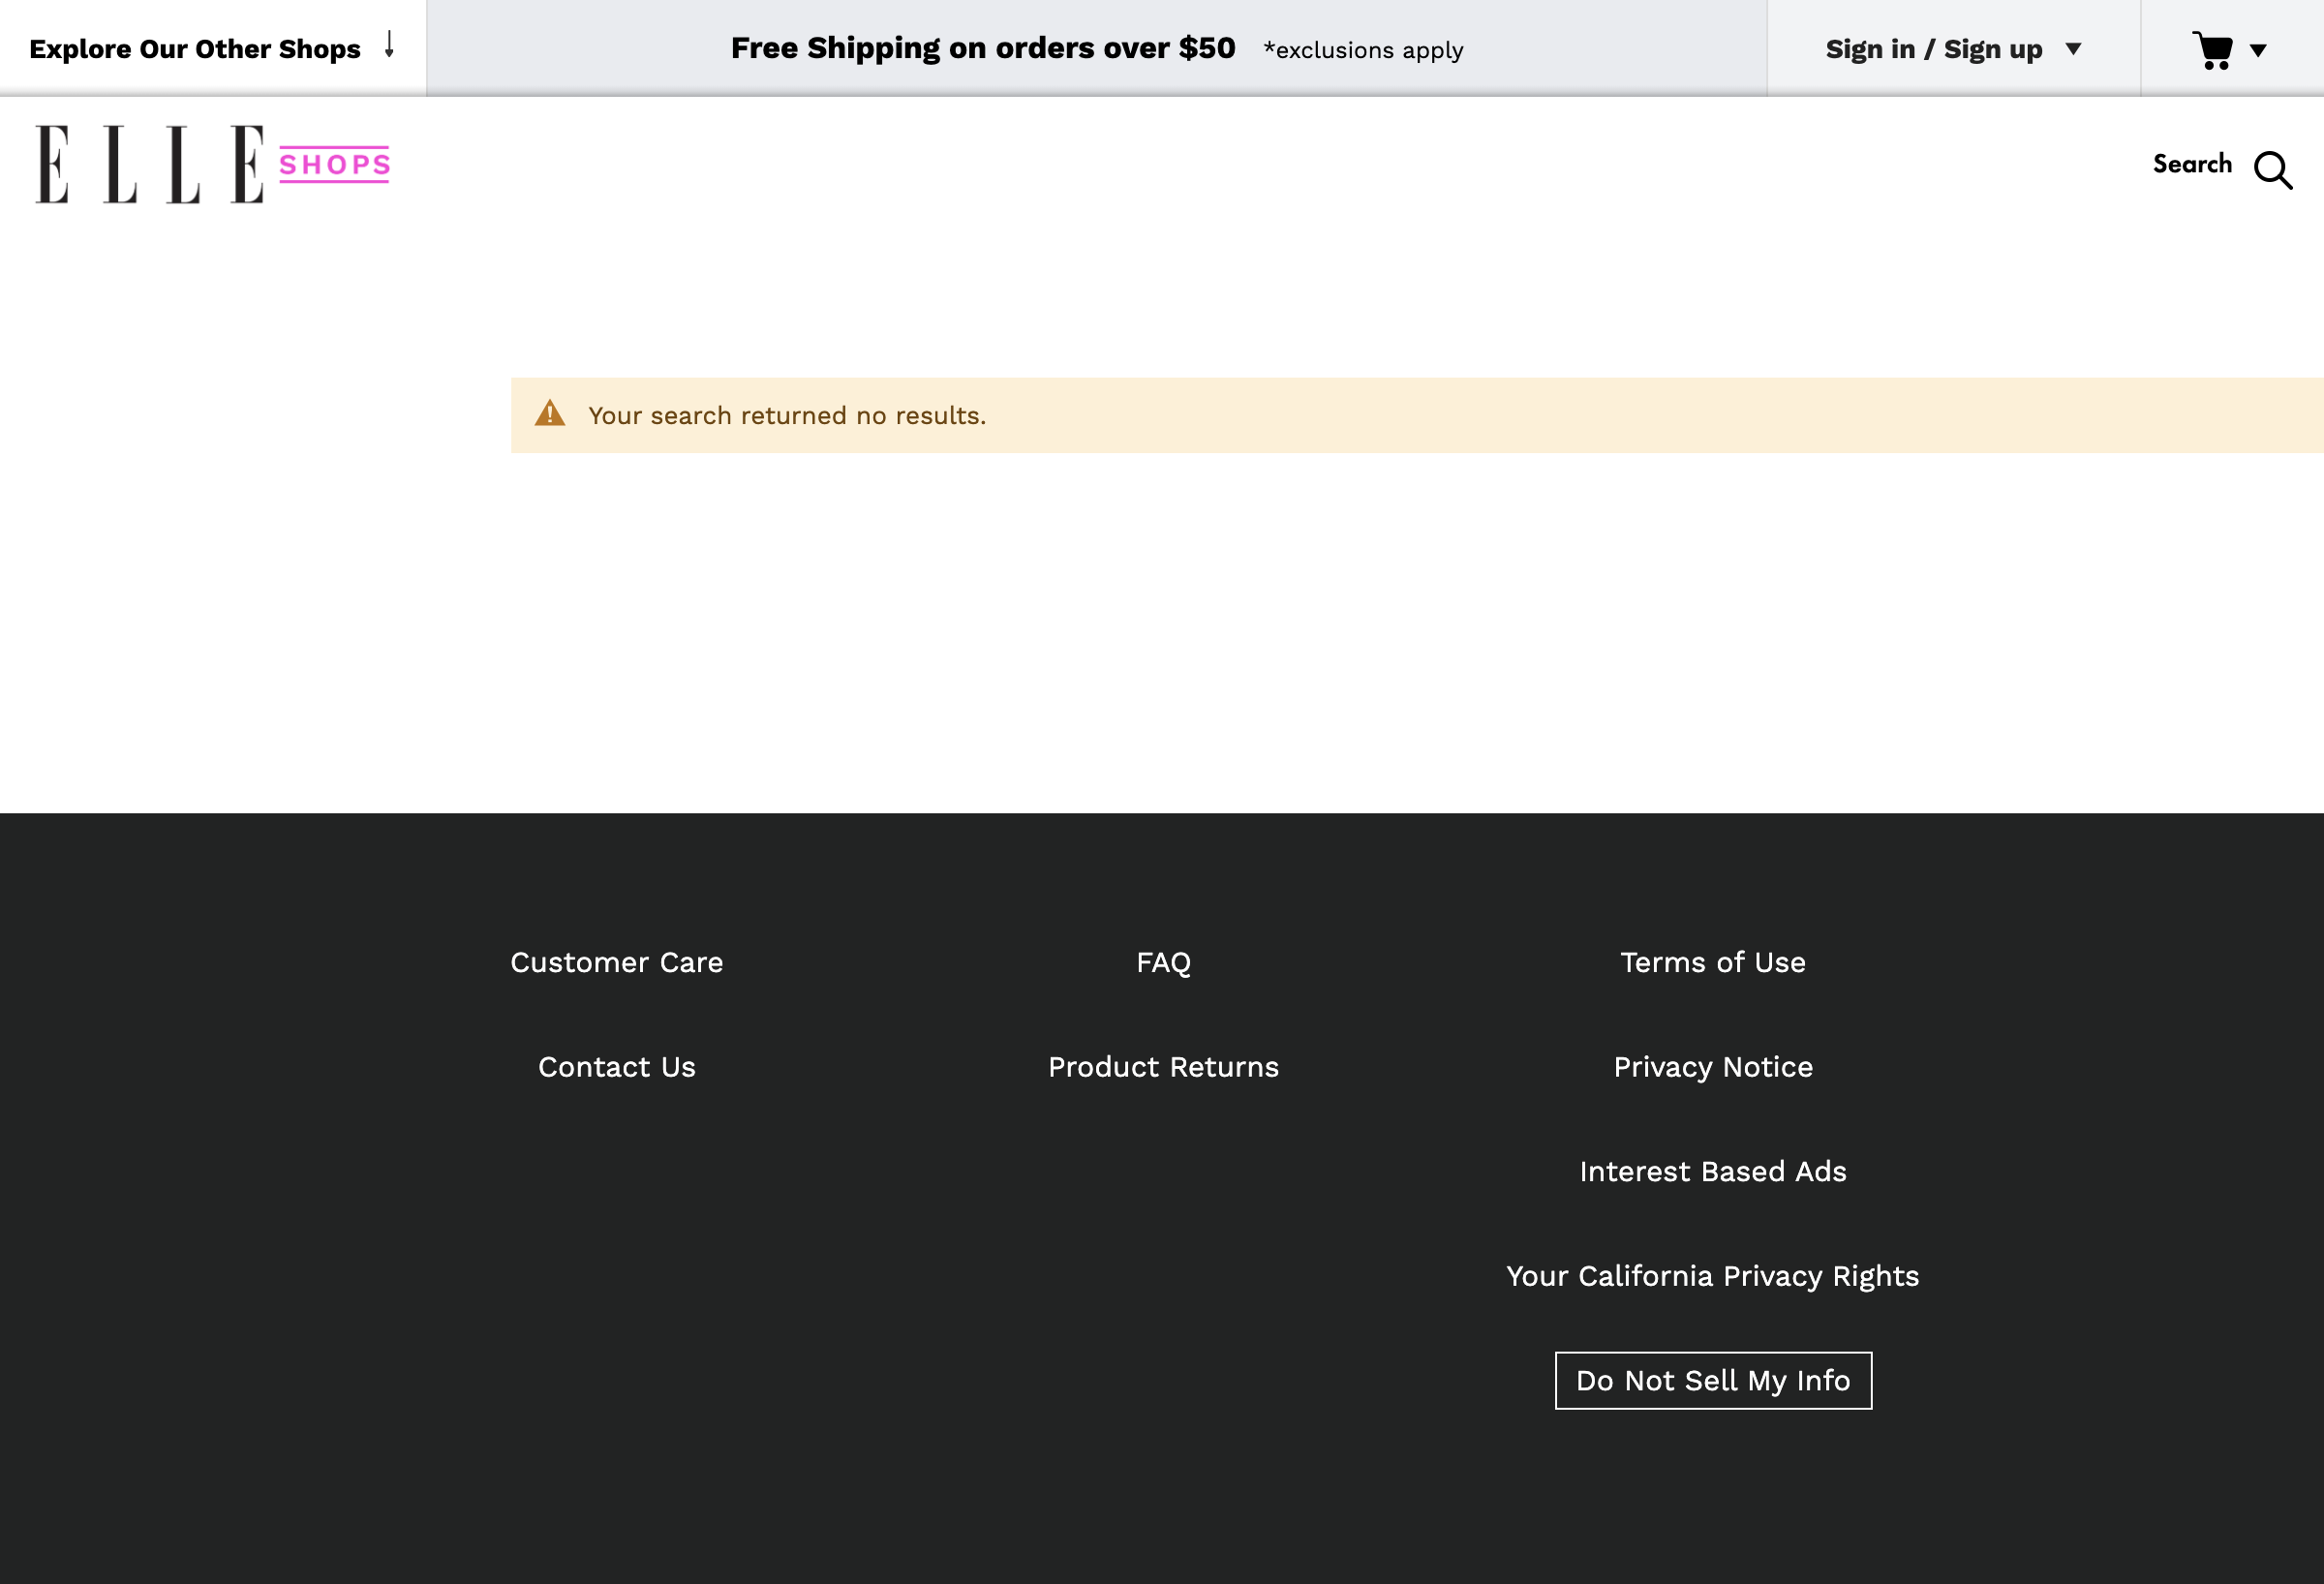 Explore Our Other Shops
Free Shipping on orders over $50 *exclusions apply
Sign in / Sign up
ELLE SHOPS
Search
Your search returned no results.
Customer Care
FAQ
Terms of Use
Contact Us
Product Returns
Privacy Notice
Interest Based Ads
Your California Privacy Rights
Do Not Sell My Info